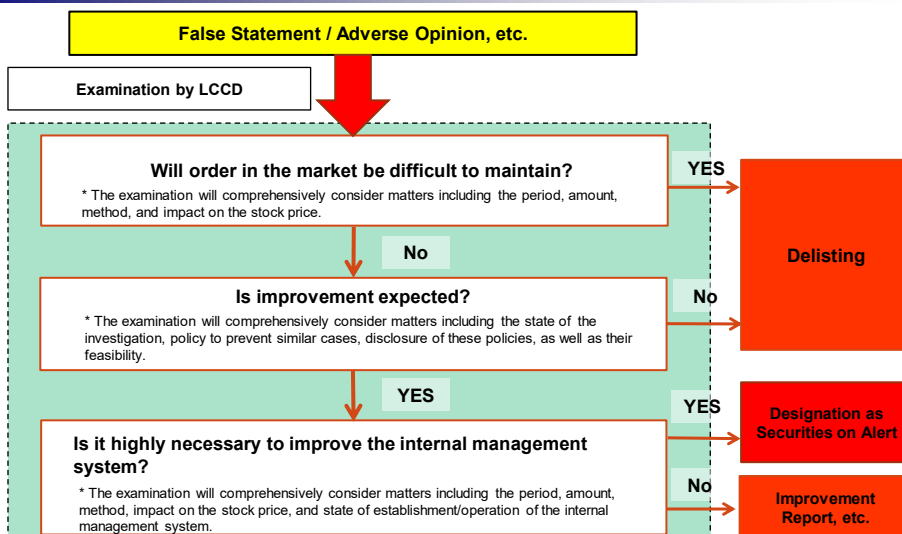 False Statement / Adverse Opinion, etc.
Examination by LCCD
Will order in the market be difficult to maintain?
* The examination will comprehensively consider matters including the period, amount,
method, and impact on the stock price.
YES
Delisting
No
Is improvement expected?
* The examination will comprehensively consider matters including the state of the
investigation, policy to prevent similar cases, disclosure of these policies, as well as their
feasibility.
No
YES
Is it highly necessary to improve the internal management
system?
* The examination will comprehensively consider matters including the period, amount,
method, impact on the stock price, and state of establishment/operation of the internal
management system.
YES
Designation as
Securities on Alert
No
Improvement
Report, etc.